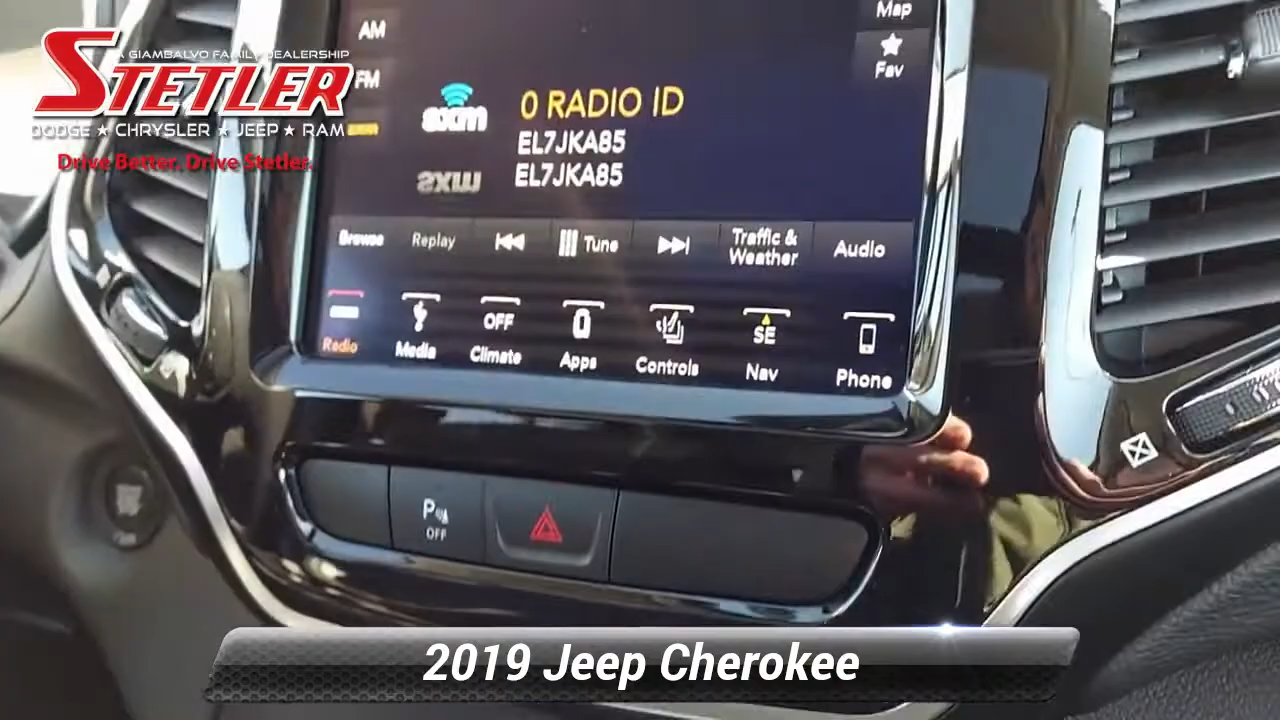 A GIAMBALVO FAMILY DEALERSHIP
STETLER
DODGE ★ CHRYSLER ★ JEEP ★ RAM
Drive Better. Drive Stetler.
AM
FM
Map
Fav
sxm
0 RADIO ID
EL7JKA85
EL7JKA85
sxm
Browse
Replay
Tune
Traffic &
Weather
Audio
OFF
SE
Radio
Media
Climate
Apps
Controls
Nav
Phone
P
OFF
2019 Jeep Cherokee